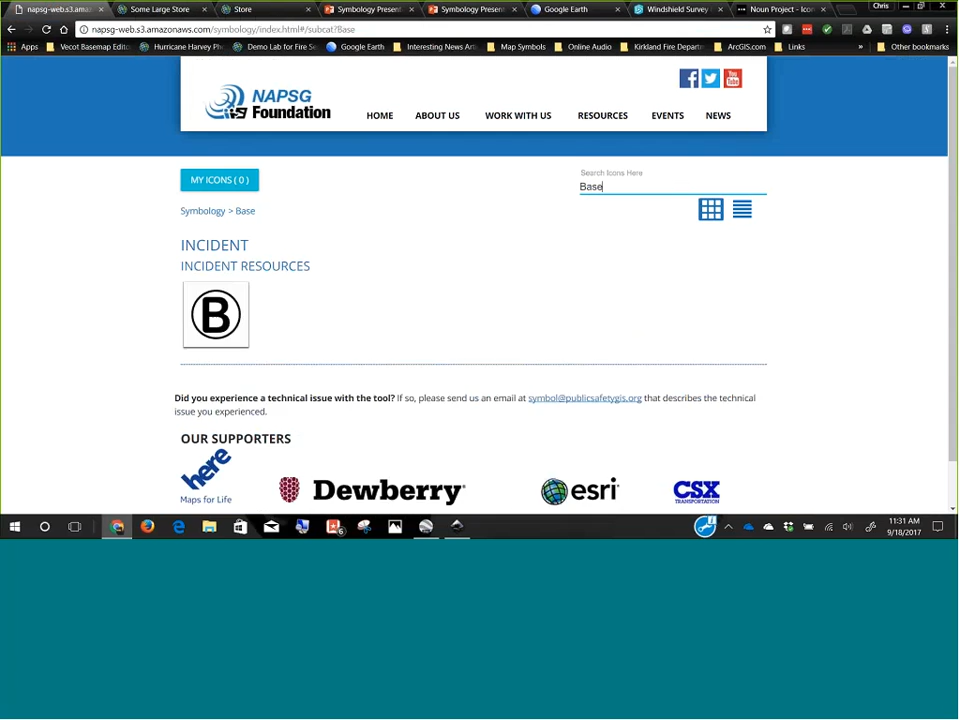 napsg-web.s3.amaz
Some Large Store
Store
Symbology Present
Symbology Present
Google Earth
Windshield Survey
Noun Project - Icon
Chris
napsg-web.s3.amazonaws.com/symbology/index.html#/subcat?Base
Apps
Vecot Basemap Edito
Hurricane Harvey Ph
Demo Lab for Fire Se
Google Earth
Interesting News Arti
Map Symbols
Online Audio
Kirkland Fire Depart
ArcGIS.com
Links
»
Other bookmarks
NAPSG
Foundation
HOME
ABOUT US
WORK WITH US
RESOURCES
EVENTS
NEWS
You
Tube
MY ICONS ( 0 )
Search Icons Here
Base
Symbology > Base
INCIDENT
INCIDENT RESOURCES
B
Did you experience a technical issue with the tool? If so, please send us an email at symbol@publicsafetygis.org that describes the technical
issue you experienced.
OUR SUPPORTERS
here
Maps for Life
Dewberry®
esri
CSX
TRANSPORTATION
11:31 AM
9/18/2017